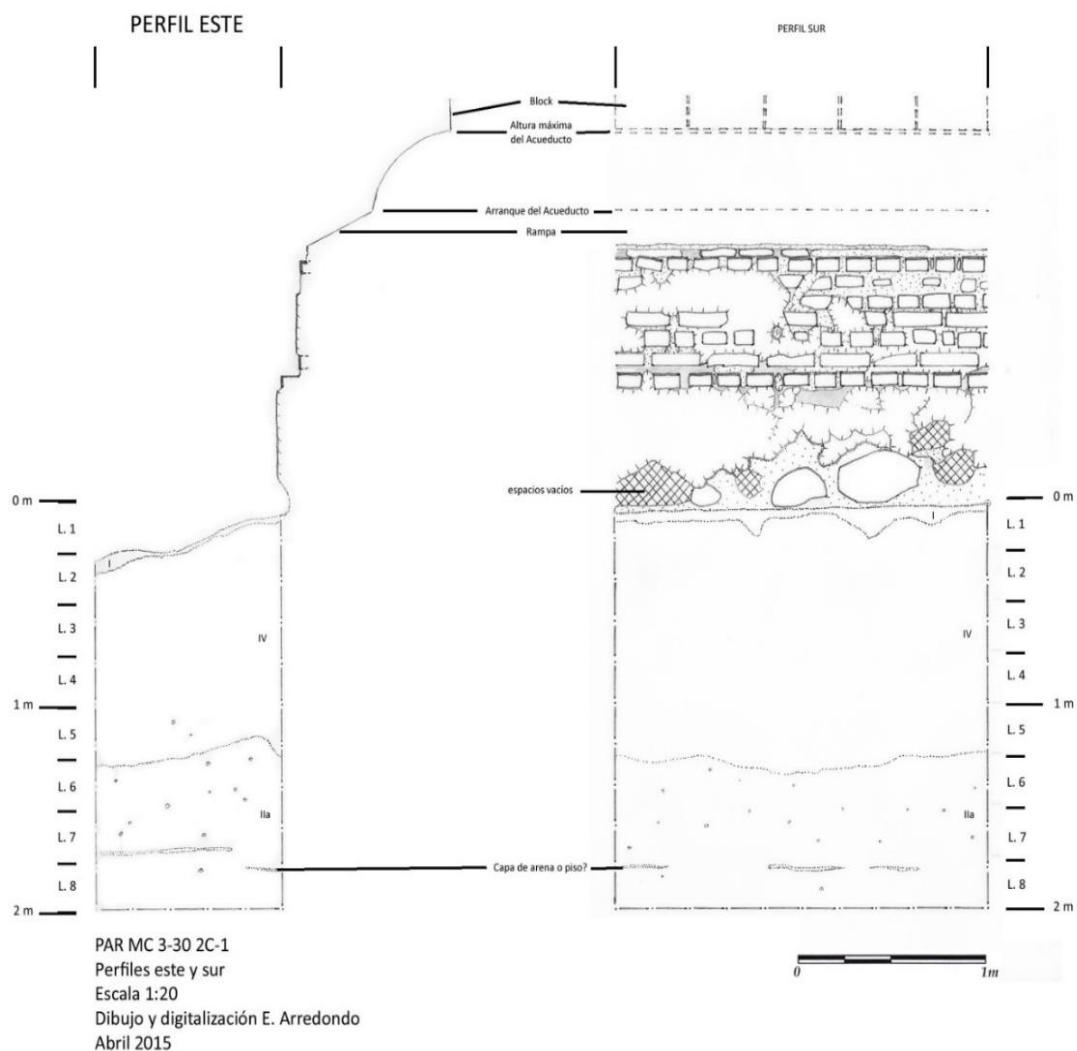 PERFIL ESTE
PERFIL SUR
Block
Altura máxima
del Acueducto
Arranque del Acueducto
Rampa
espacios vacíos
0 m
0 m
L. 1
L. 1
I
I
L. 2
L. 2
L. 3
L. 3
IV
IV
L. 4
L. 4
1 m
1 m
L. 5
L. 5
L. 6
L. 6
IIa
IIa
L. 7
L. 7
Capa de arena o piso?
L. 8
L. 8
2 m
2 m
PAR MC 3-30 2C-1
Perfiles este y sur
Escala 1:20
Dibujo y digitalización E. Arredondo
Abril 2015
0 1m